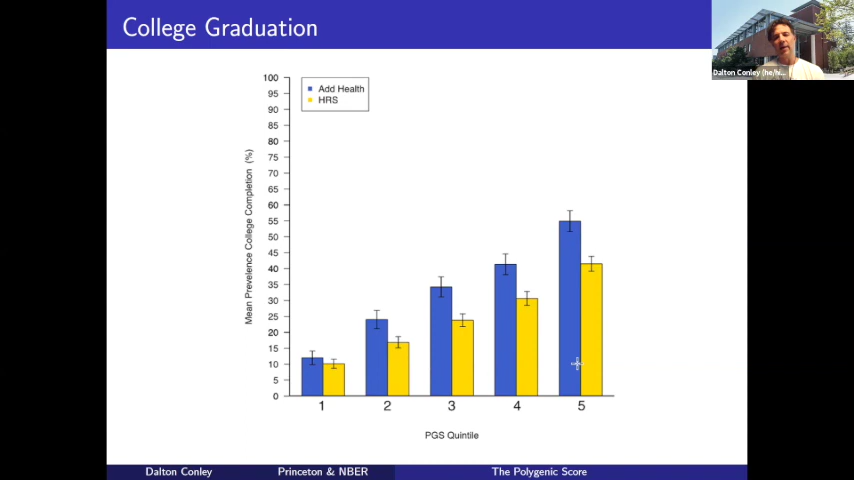 College Graduation
Dalton Conley (he/hi...
100
95
90
85
80
75
70
65
60
55
50
45
40
35
30
25
20
15
10
5
0
Add Health
HRS
Mean Prevelence College Completion (%)
1 2 3 4 5
PGS Quintile
Dalton Conley Princeton & NBER The Polygenic Score